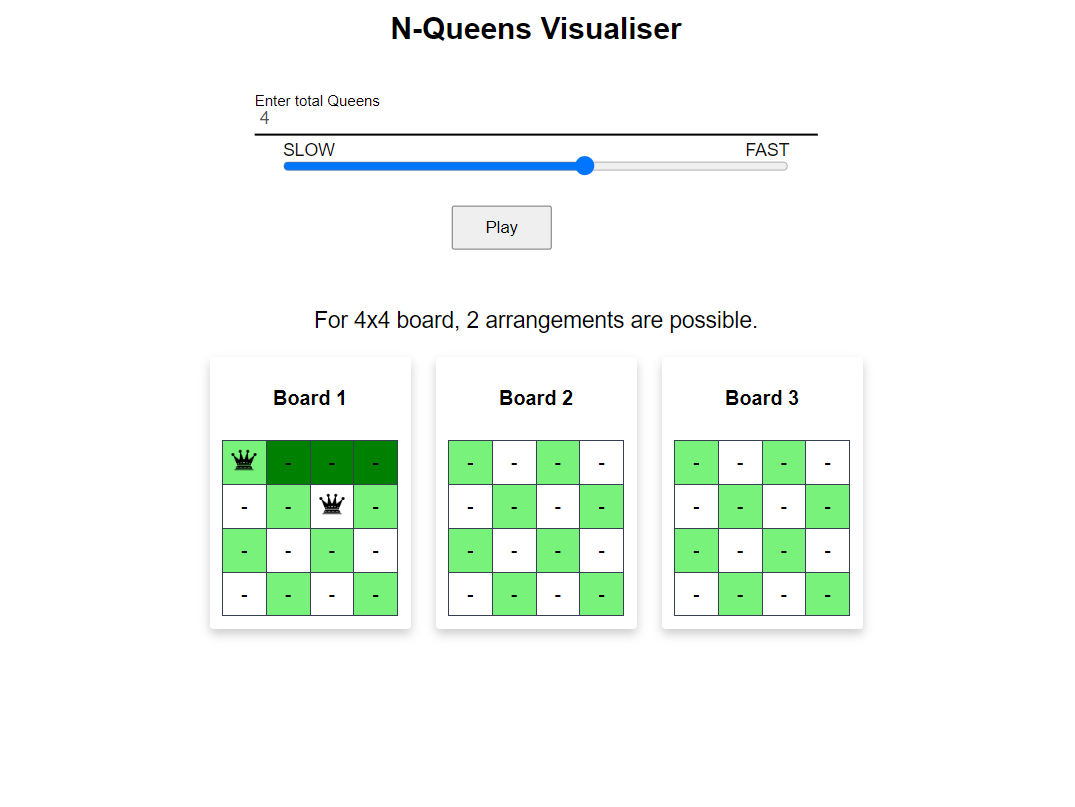 N-Queens Visualiser
Enter total Queens
4
SLOW FAST
Play
For 4x4 board, 2 arrangements are possible.
Board 1 Board 2 Board 3
- - - - - - - - - - -
- - - - - - - - - - -
- - - - - - - - - - - -
- - - - - - - - - - - -